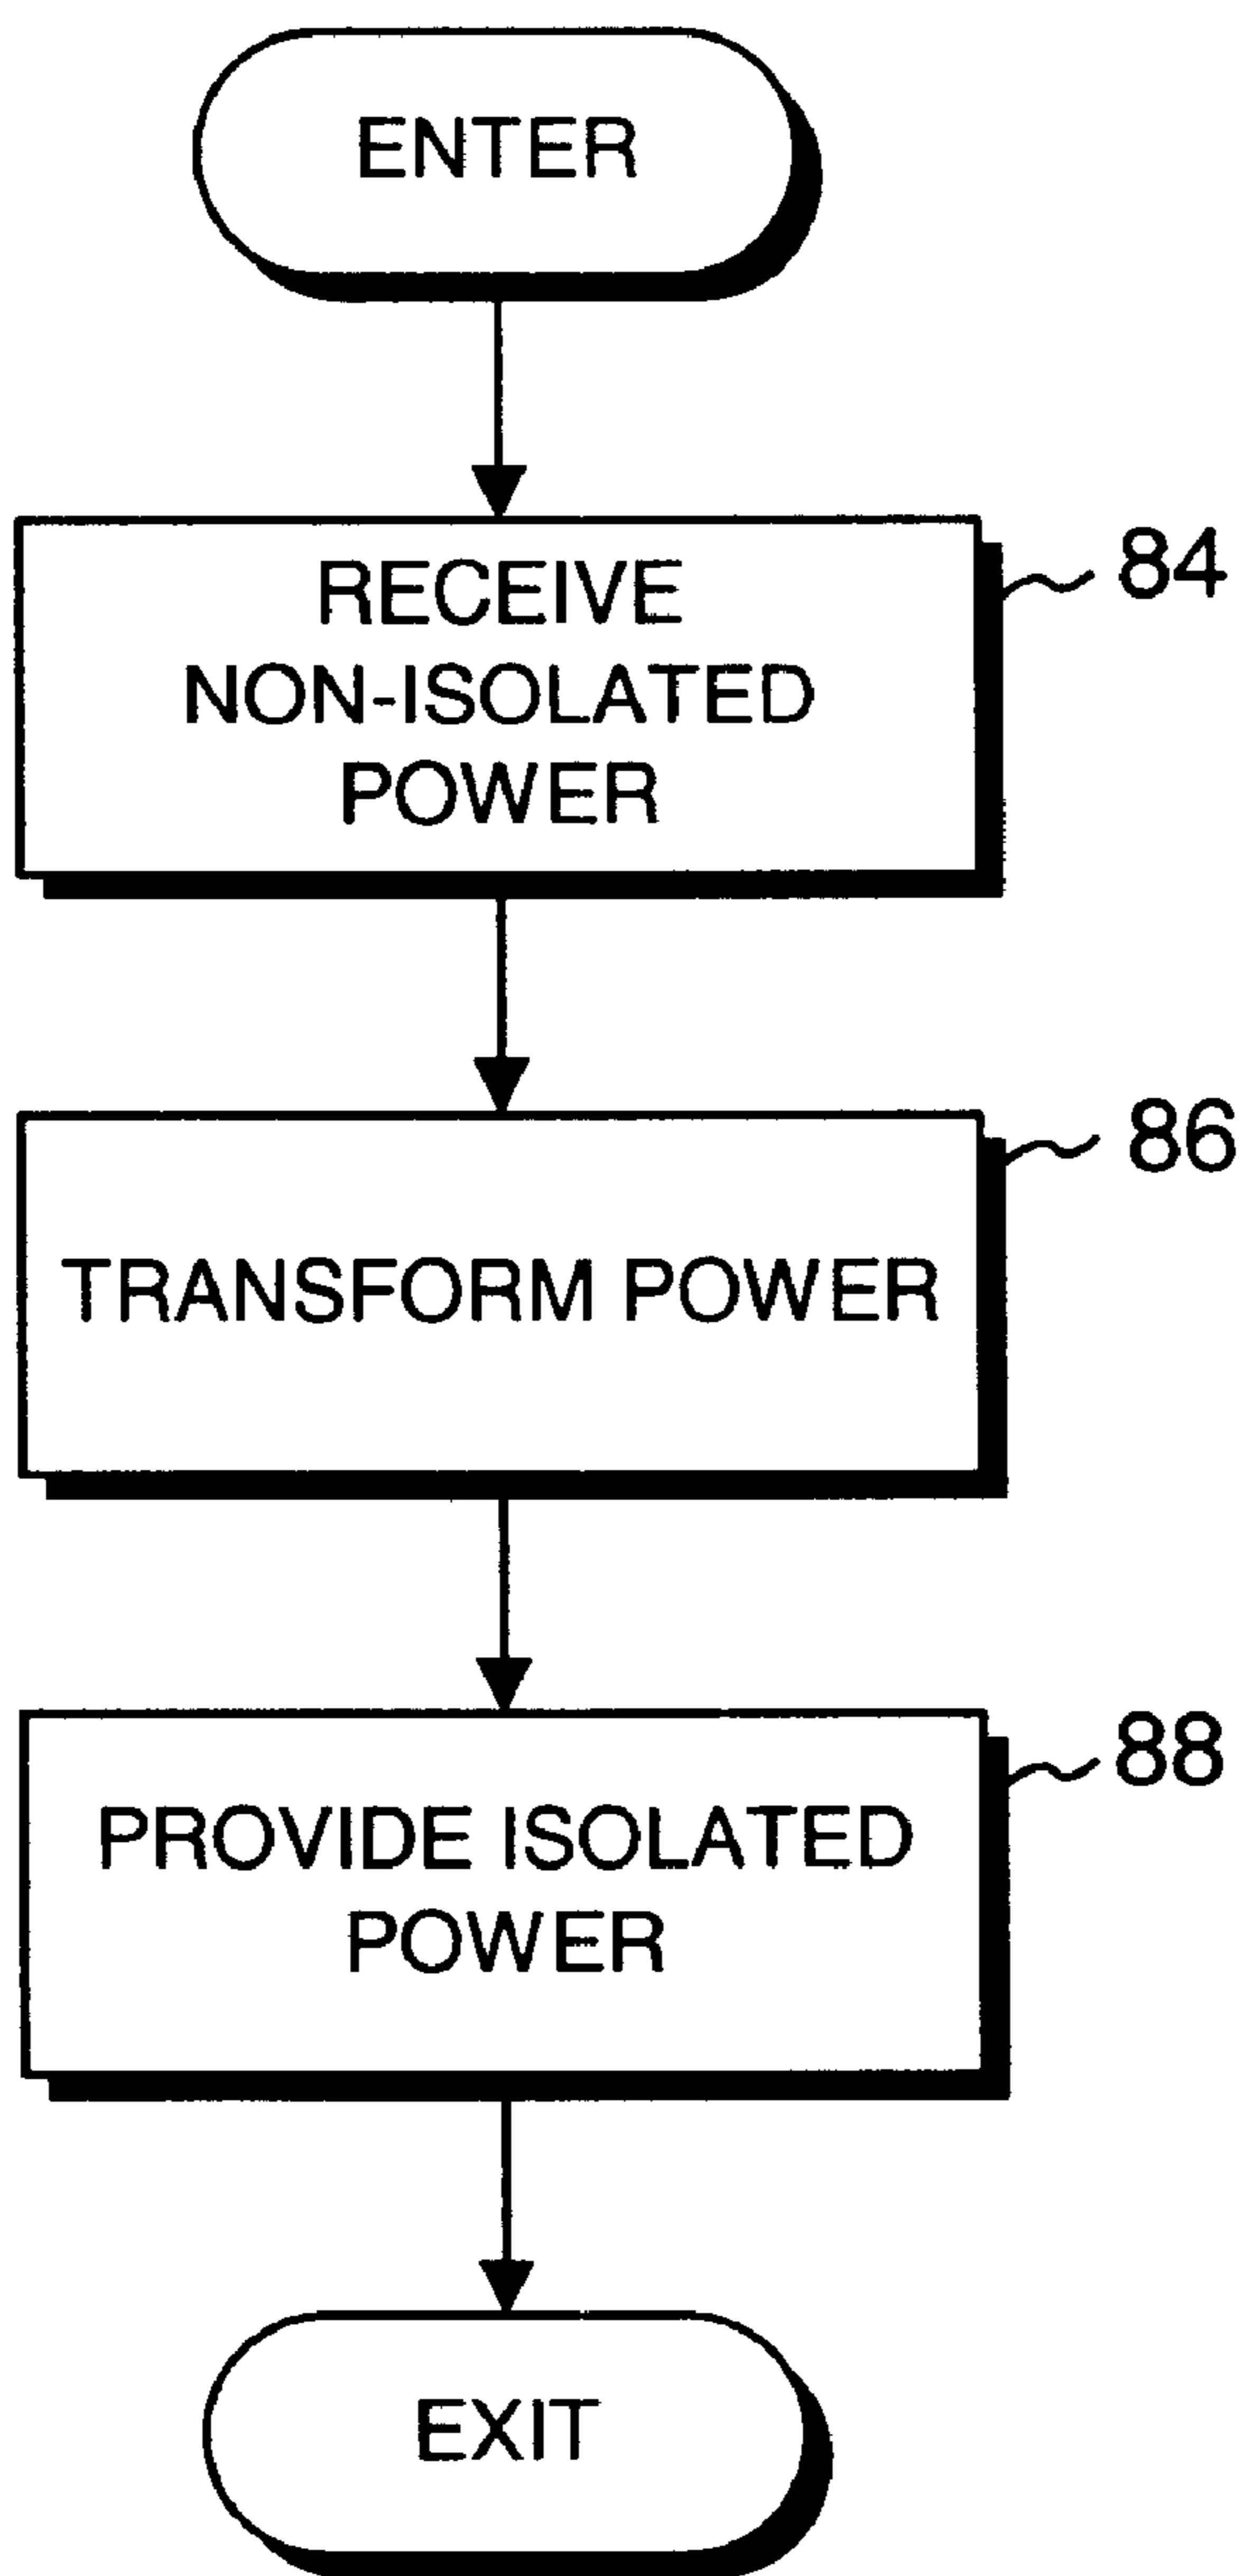 ENTER
RECEIVE
NON-ISOLATED
POWER
84
TRANSFORM POWER
86
PROVIDE ISOLATED
POWER
88
EXIT